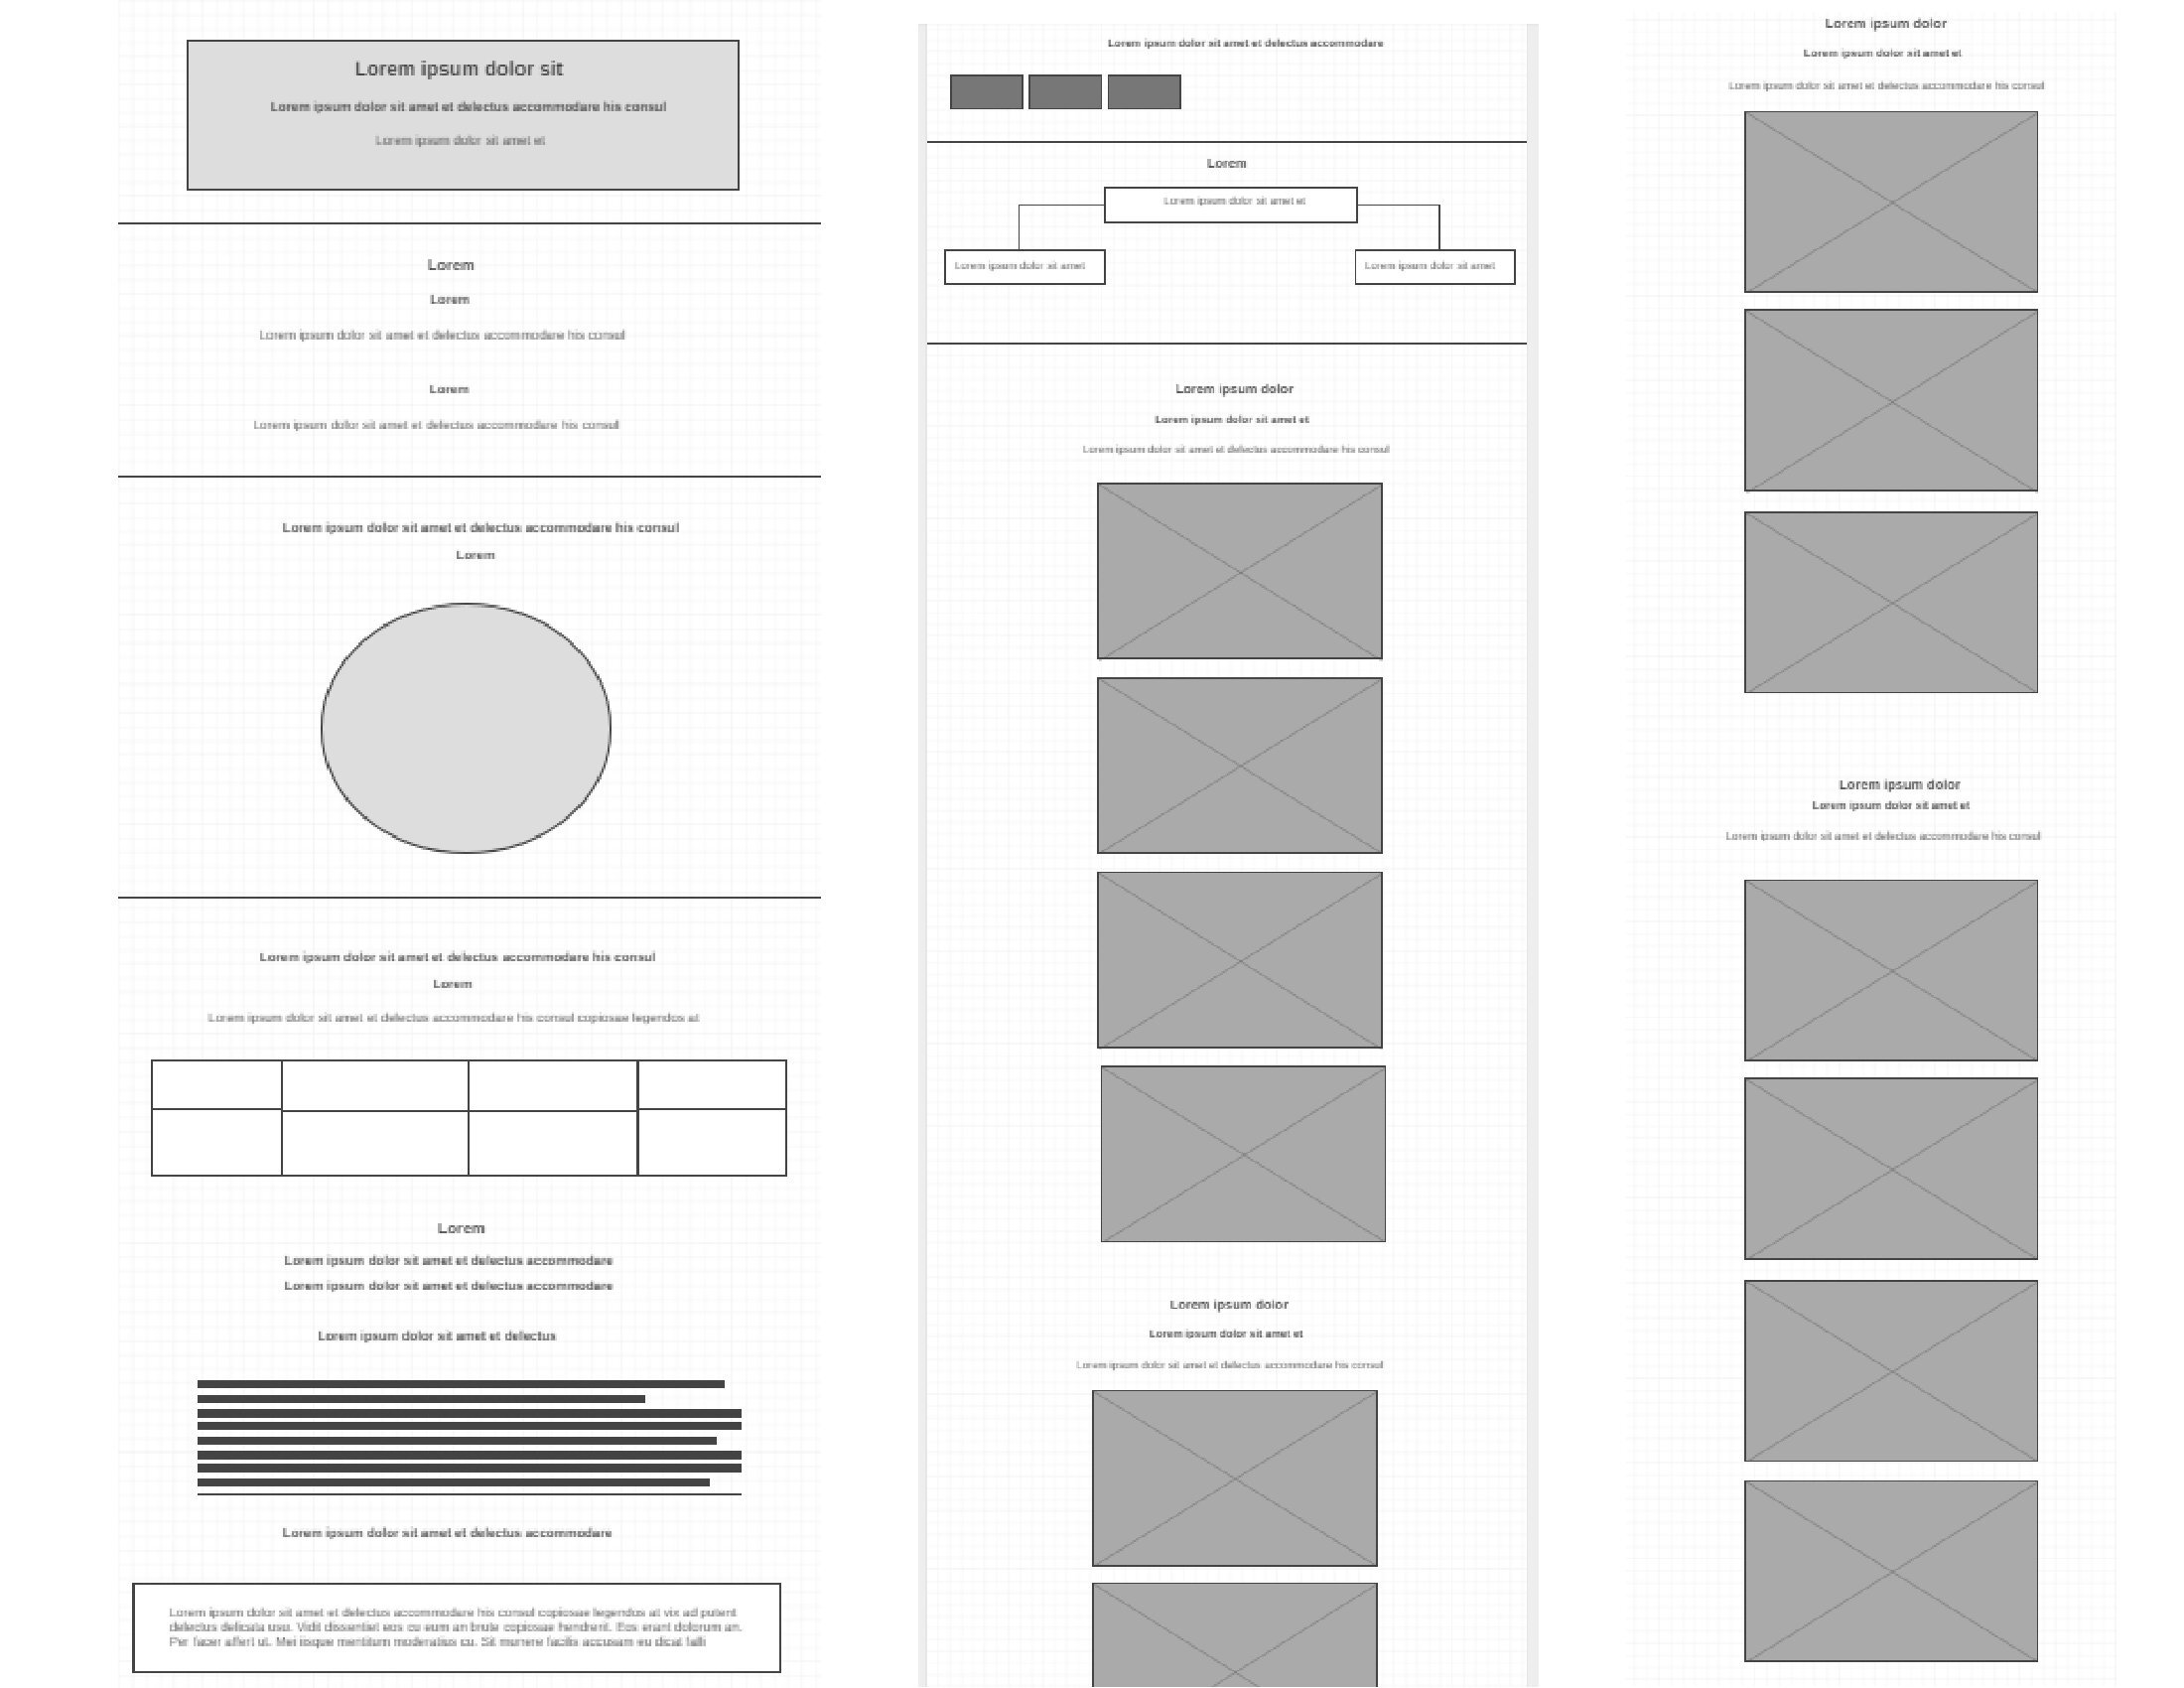 Lorem ipsum dolor sit
Lorem ipsum dolor sit amet et delectus accommodare his consul
Lorem ipsum dolor sit amet et
Lorem
Lorem
Lorem ipsum dolor sit amet et delectus accommodare his consul
Lorem
Lorem ipsum dolor sit amet et delectus accommodare his consul
Lorem ipsum dolor sit amet et delectus accommodare his consul
Lorem
Lorem ipsum dolor sit amet et delectus accommodare his consul
Lorem
Lorem ipsum dolor sit amet et delectus accommodare his consul copiosae legendos at
Lorem
Lorem ipsum dolor sit amet et delectus accommodare
Lorem ipsum dolor sit amet et delectus accommodare
Lorem ipsum dolor sit amet et delectus
Lorem ipsum dolor sit amet et delectus accommodare
Lorem ipsum dolor sit amet et delectus accommodare his consul copiosae legendos at vix ad putent
delectus delicata usu. Vidit dissentiet eos cu eum an brute copiosae hendrerit. Eos erant dolorum an.
Per facer affert ut. Mei iisque mentitum moderatius cu. Sit munere facilis accusam eu dicat falli
Lorem ipsum dolor sit amet et delectus accommodare
Lorem
Lorem ipsum dolor sit amet et
Lorem ipsum dolor sit amet
Lorem ipsum dolor sit amet
Lorem ipsum dolor
Lorem ipsum dolor sit amet et
Lorem ipsum dolor sit amet et delectus accommodare his consul
Lorem ipsum dolor
Lorem ipsum dolor sit amet et
Lorem ipsum dolor sit amet et delectus accommodare his consul
Lorem ipsum dolor
Lorem ipsum dolor sit amet et
Lorem ipsum dolor sit amet et delectus accommodare his consul
Lorem ipsum dolor
Lorem ipsum dolor sit amet et
Lorem ipsum dolor sit amet et delectus accommodare his consul